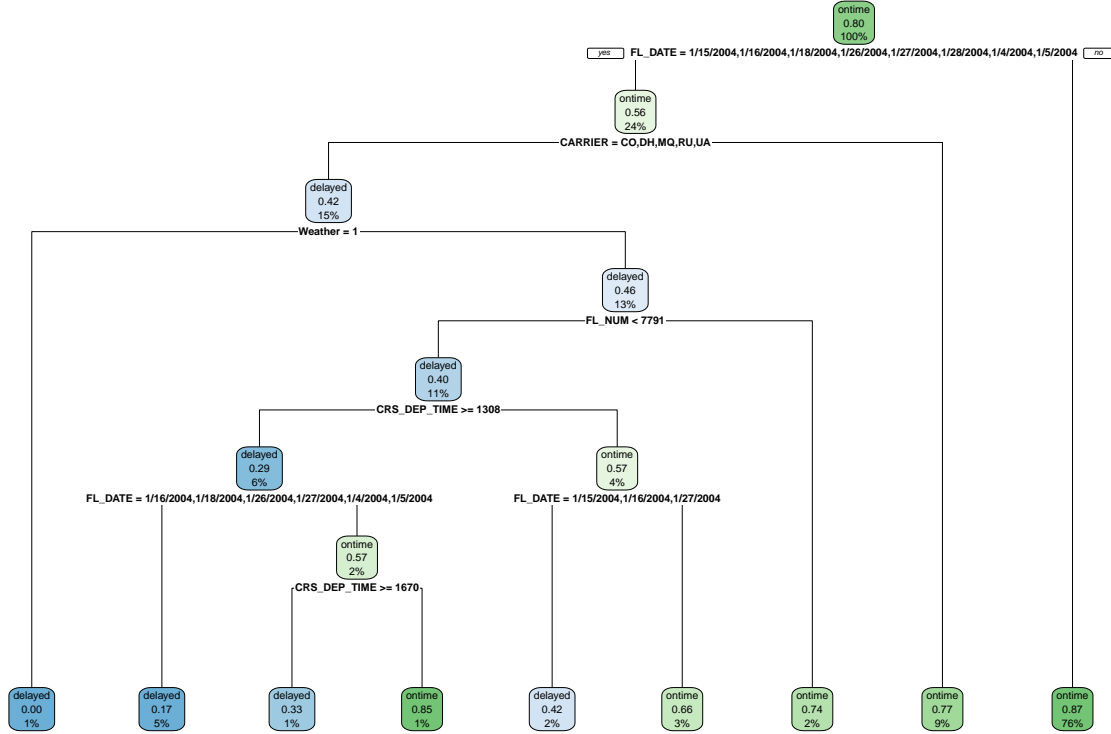 ontime
0.80
100%
yes FL_DATE = 1/15/2004,1/16/2004,1/18/2004,1/26/2004,1/27/2004,1/28/2004,1/4/2004,1/5/2004 no
ontime
0.56
24%
CARRIER = CO,DH,MQ,RU,UA
delayed
0.42
15%
Weather = 1
delayed
0.46
13%
FL_NUM < 7791
delayed
0.40
11%
CRS_DEP_TIME >= 1308
delayed
0.29
6%
FL_DATE = 1/16/2004,1/18/2004,1/26/2004,1/27/2004,1/4/2004,1/5/2004
ontime
0.57
4%
FL_DATE = 1/15/2004,1/16/2004,1/27/2004
ontime
0.57
2%
CRS_DEP_TIME >= 1670
delayed
0.00
1%
delayed
0.17
5%
delayed
0.33
1%
ontime
0.85
1%
delayed
0.42
2%
ontime
0.66
3%
ontime
0.74
2%
ontime
0.77
9%
ontime
0.87
76%